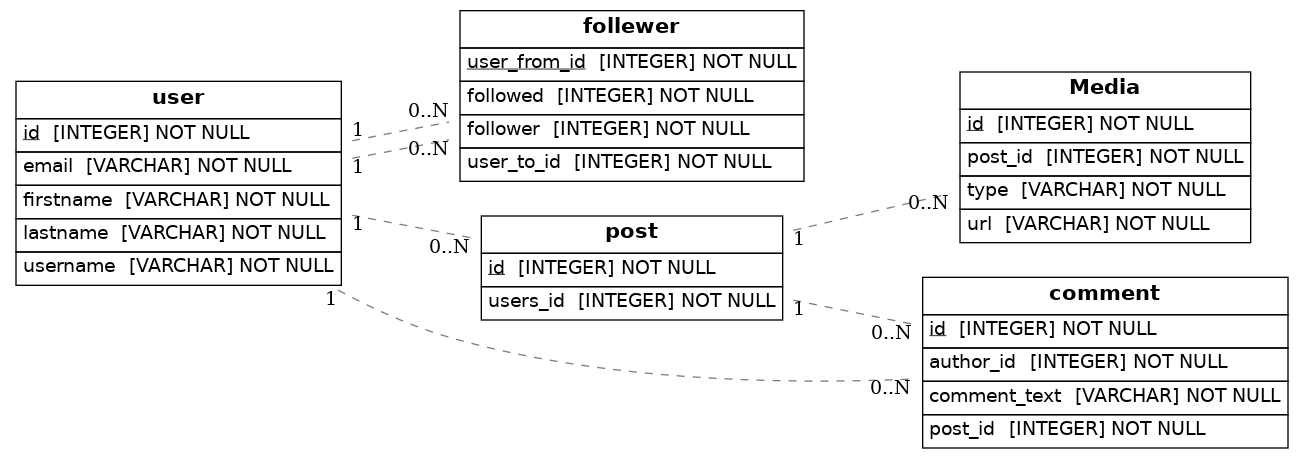 user
id [INTEGER] NOT NULL
email [VARCHAR] NOT NULL
firstname [VARCHAR] NOT NULL
lastname [VARCHAR] NOT NULL
username [VARCHAR] NOT NULL
follewer
user_from_id [INTEGER] NOT NULL
followed [INTEGER] NOT NULL
follower [INTEGER] NOT NULL
user_to_id [INTEGER] NOT NULL
post
id [INTEGER] NOT NULL
users_id [INTEGER] NOT NULL
Media
id [INTEGER] NOT NULL
post_id [INTEGER] NOT NULL
type [VARCHAR] NOT NULL
url [VARCHAR] NOT NULL
comment
id [INTEGER] NOT NULL
author_id [INTEGER] NOT NULL
comment_text [VARCHAR] NOT NULL
post_id [INTEGER] NOT NULL
1
0..N
1
0..N
1
0..N
1
0..N
1
0..N
1
0..N